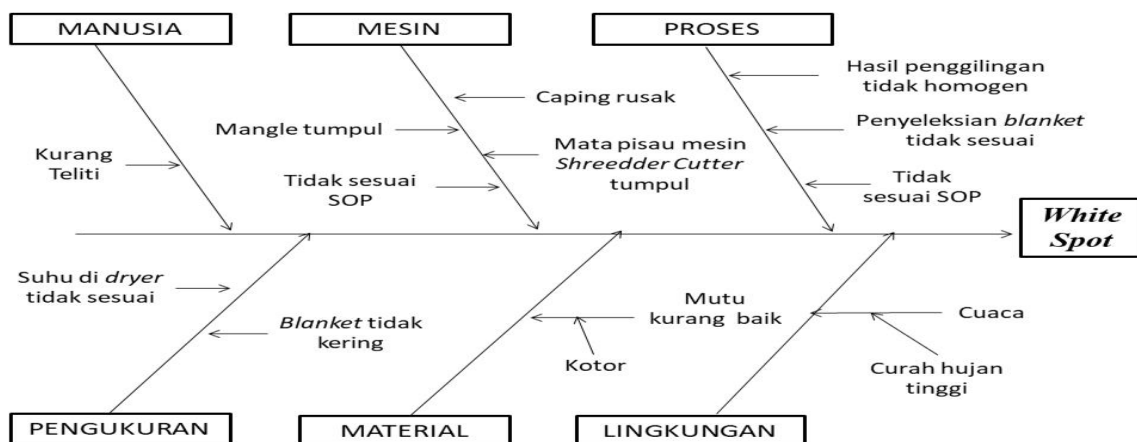 MANUSIA
MESIN
PROSES
Kurang
Teliti
Mangle tumpul
Tidak sesuai
SOP
Caping rusak
Mata pisau mesin
Shreedder Cutter
tumpul
Hasil penggilingan
tidak homogen
Penyeleksian blanket
tidak sesuai
Tidak
sesuai SOP
White
Spot
Suhu di dryer
tidak sesuai
Blanket tidak
kering
Mutu
kurang baik
Kotor
Cuaca
Curah hujan
tinggi
PENGUKURAN
MATERIAL
LINGKUNGAN